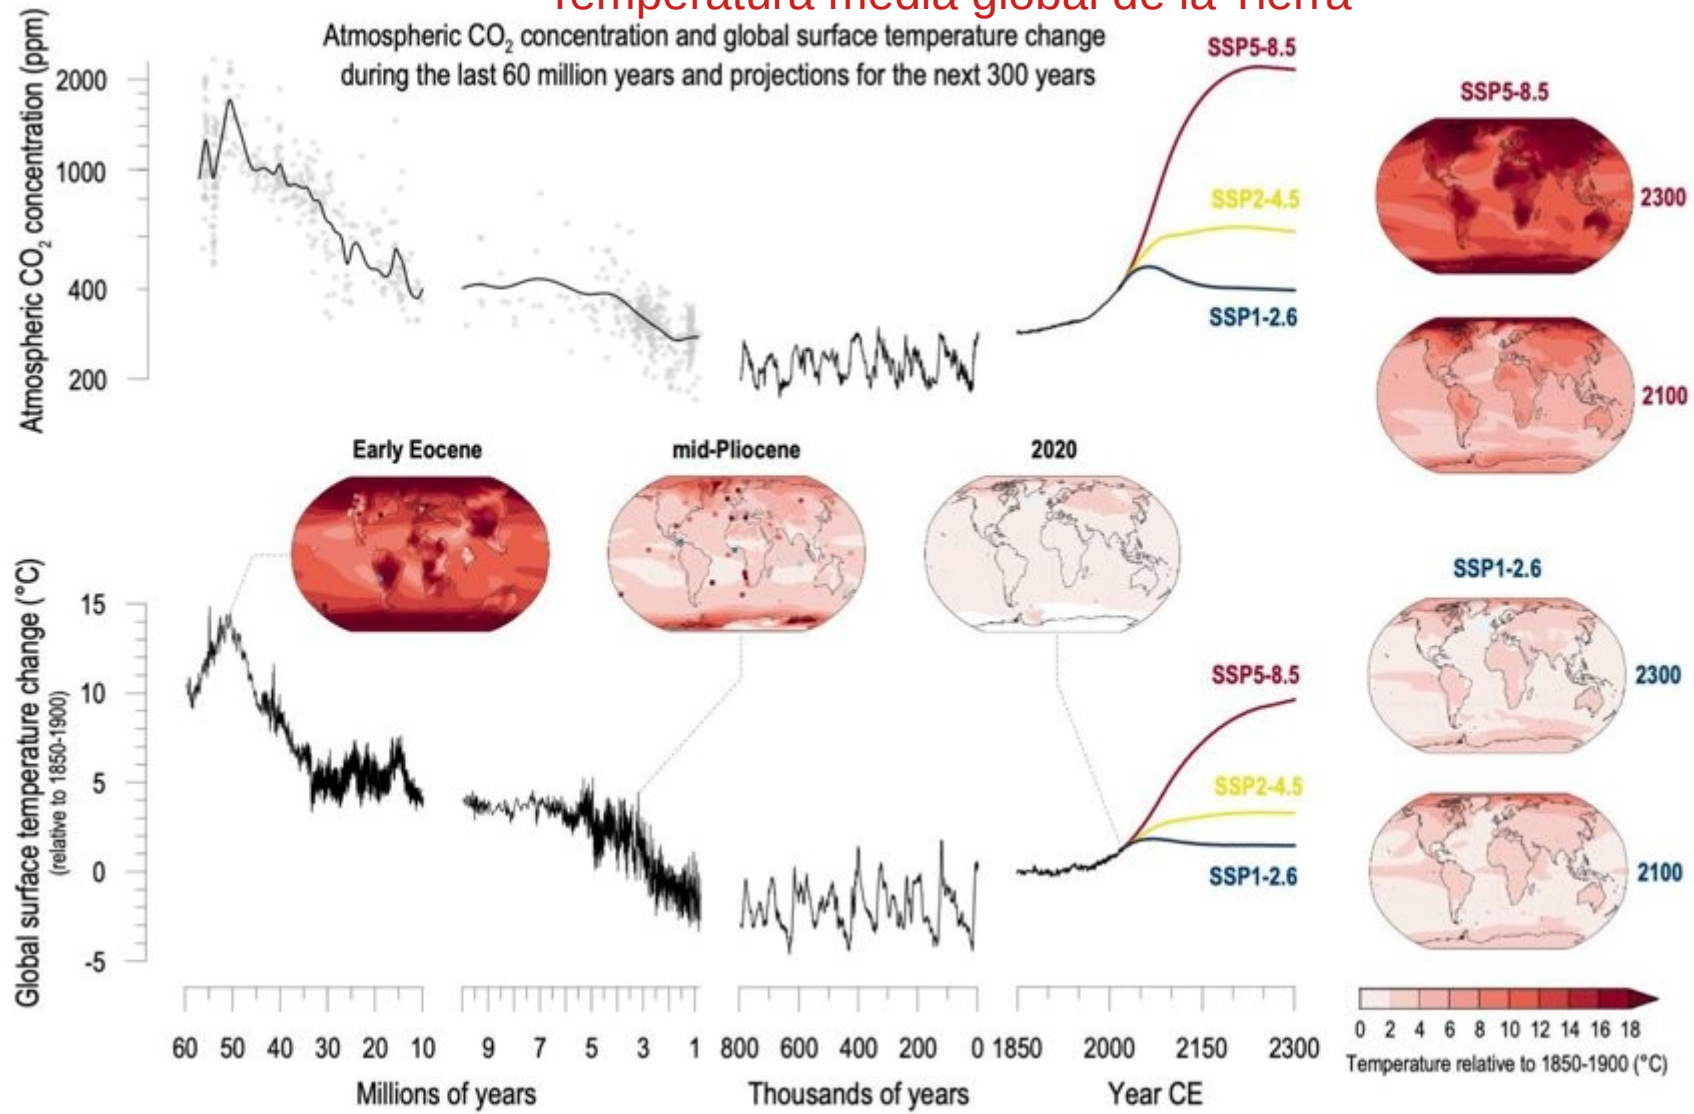 Temperatura media global de la Tierra
Atmospheric CO₂ concentration and global surface temperature change
during the last 60 million years and projections for the next 300 years
Atmospheric CO₂ concentration (ppm)
2000
1000
400
200
SSP5-8.5
SSP2-4.5
SSP1-2.6
SSP5-8.5
2300
2100
Early Eocene
mid-Pliocene
2020
Global surface temperature change (°C)
(relative to 1850-1900)
15
10
5
0
-5
SSP5-8.5
SSP2-4.5
SSP1-2.6
SSP1-2.6
2300
2100
60 50 40 30 20 10
9 7 5 3 1
800 600 400 200 0
1850 2000 2150 2300
Millions of years
Thousands of years
Year CE
0 2 4 6 8 10 12 14 16 18
Temperature relative to 1850-1900 (°C)